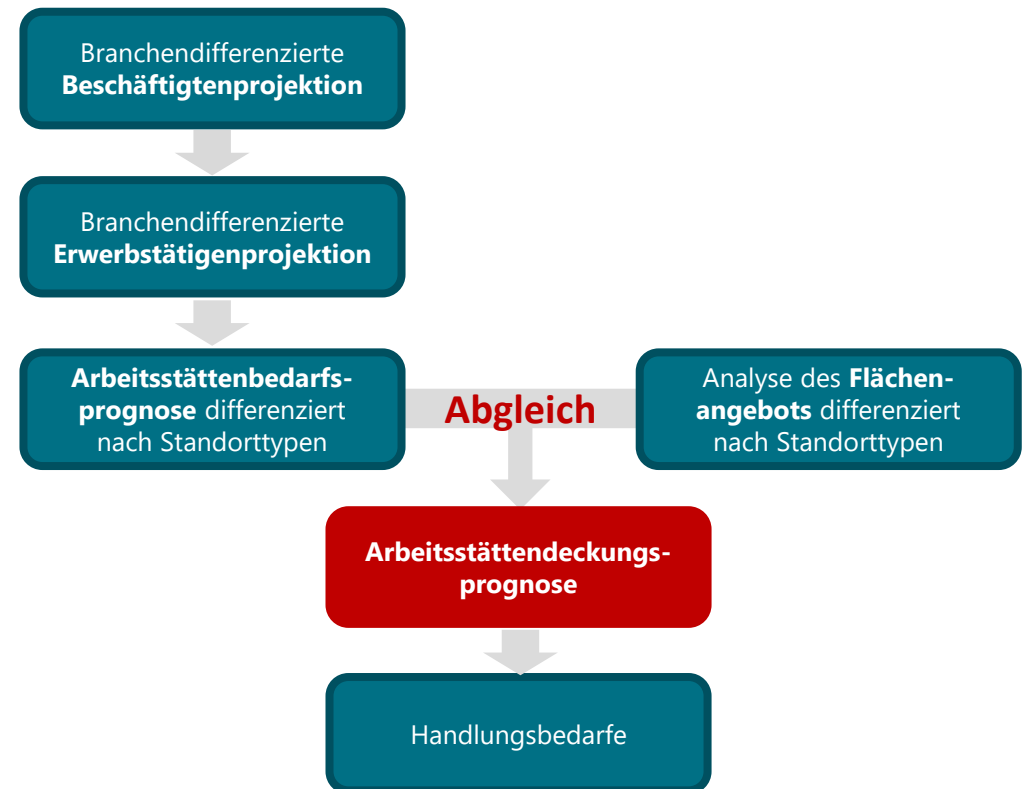 Branchendifferenzierte
Beschäftigtenprojektion
Branchendifferenzierte
Erwerbstätigenprojektion
Arbeitsstättenbedarfs-
prognose differenziert
nach Standorttypen
Abgleich
Analyse des Flächen-
angebots differenziert
nach Standorttypen
Arbeitsstättendeckungs-
prognose
Handlungsbedarfe